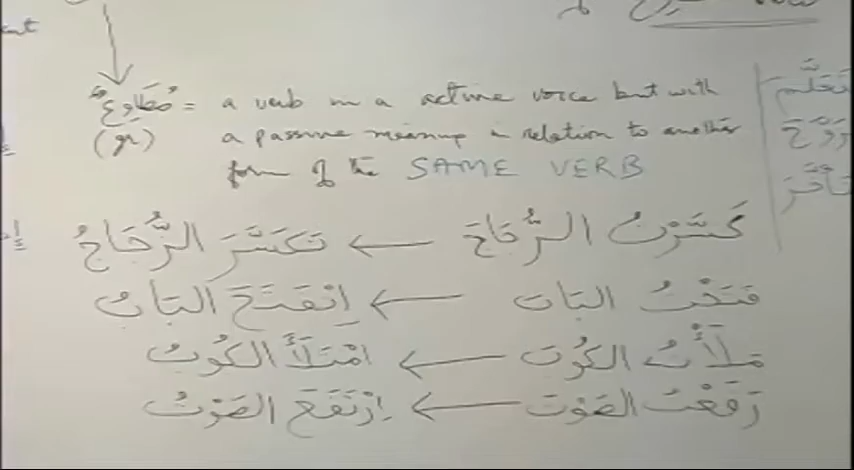 مُطَاوِعٌ = a verb in a active voice but with
(gr) a passive meaning in relation to another
form of the SAME VERB
تَعَلَّمَ
كَسَّرْتُ الزُّجَاجَ ← تَكَسَّرَ الزُّجَاجُ
فَتَحْتُ البَابَ ← اِنْفَتَحَ البَابُ
مَلَأْتُ الكُوبَ ← امْتَلَأَ الكُوبُ
رَفَعْتُ الصَّوْتَ ← اِرْتَفَعَ الصَّوْتُ